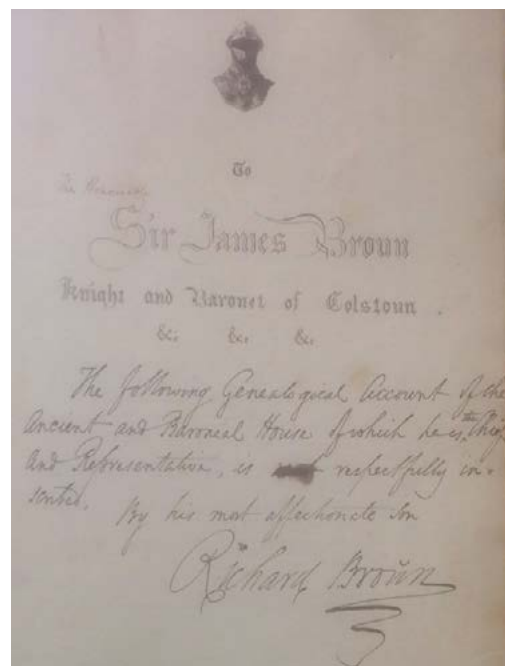 To
The Honourable
Sir James Broun
Knight and Baronet of Colstoun.
&c. &c. &c.
The following Genealogical Account of the
Ancient and Baroneal House of which he is the Chief
And Representative, is respectfully in=
scribed.
By his most affectionate son
Richard Broun